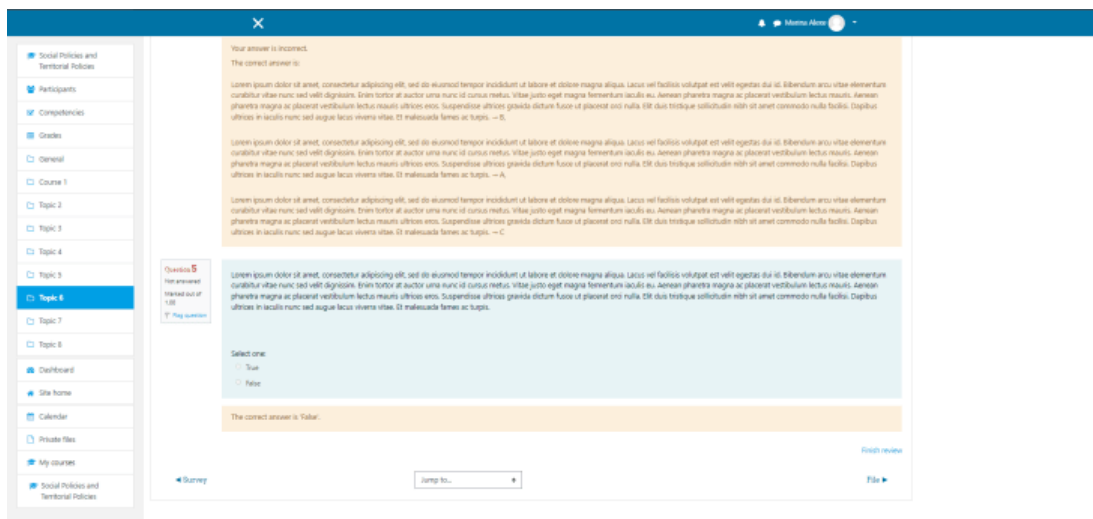 Marina Alone
Social Policies and
Territorial Policies
Participants
Competencies
Grades
General
Course 1
Topic 2
Topic 3
Topic 4
Topic 5
Topic 6
Topic 7
Topic 8
Dashboard
Site home
Calendar
Private files
My courses
Social Policies and
Territorial Policies
Your answer is incorrect.
The correct answer is:
Lorem ipsum dolor sit amet, consectetur adipiscing elit, sed do eiusmod tempor incididunt ut labore et dolore magna aliqua. Lacus vel facilisis volutpat est velit egestas dui id. Bibendum arcu vitae elementum
curabitur vitae nunc sed velit dignissim. Enim tortor at auctor urna nunc id cursus metus. Vitae justo eget magna fermentum iaculis eu. Aenean pharetra magna ac placerat vestibulum lectus mauris. Aenean
pharetra magna ac placerat vestibulum lectus mauris ultrices eros. Suspendisse ultrices gravida dictum fusce ut placerat orci nulla. Elit duis tristique sollicitudin nibh sit amet commodo nulla facilisi. Dapibus
ultrices in iaculis nunc sed augue lacus viverra vitae. Et malesuada fames ac turpis. → B,
Lorem ipsum dolor sit amet, consectetur adipiscing elit, sed do eiusmod tempor incididunt ut labore et dolore magna aliqua. Lacus vel facilisis volutpat est velit egestas dui id. Bibendum arcu vitae elementum
curabitur vitae nunc sed velit dignissim. Enim tortor at auctor urna nunc id cursus metus. Vitae justo eget magna fermentum iaculis eu. Aenean pharetra magna ac placerat vestibulum lectus mauris. Aenean
pharetra magna ac placerat vestibulum lectus mauris ultrices eros. Suspendisse ultrices gravida dictum fusce ut placerat orci nulla. Elit duis tristique sollicitudin nibh sit amet commodo nulla facilisi. Dapibus
ultrices in iaculis nunc sed augue lacus viverra vitae. Et malesuada fames ac turpis. → A,
Lorem ipsum dolor sit amet, consectetur adipiscing elit, sed do eiusmod tempor incididunt ut labore et dolore magna aliqua. Lacus vel facilisis volutpat est velit egestas dui id. Bibendum arcu vitae elementum
curabitur vitae nunc sed velit dignissim. Enim tortor at auctor urna nunc id cursus metus. Vitae justo eget magna fermentum iaculis eu. Aenean pharetra magna ac placerat vestibulum lectus mauris. Aenean
pharetra magna ac placerat vestibulum lectus mauris ultrices eros. Suspendisse ultrices gravida dictum fusce ut placerat orci nulla. Elit duis tristique sollicitudin nibh sit amet commodo nulla facilisi. Dapibus
ultrices in iaculis nunc sed augue lacus viverra vitae. Et malesuada fames ac turpis. → C
Question 5
Not answered
Marked out of
1.00
Flag question
Lorem ipsum dolor sit amet, consectetur adipiscing elit, sed do eiusmod tempor incididunt ut labore et dolore magna aliqua. Lacus vel facilisis volutpat est velit egestas dui id. Bibendum arcu vitae elementum
curabitur vitae nunc sed velit dignissim. Enim tortor at auctor urna nunc id cursus metus. Vitae justo eget magna fermentum iaculis eu. Aenean pharetra magna ac placerat vestibulum lectus mauris. Aenean
pharetra magna ac placerat vestibulum lectus mauris ultrices eros. Suspendisse ultrices gravida dictum fusce ut placerat orci nulla. Elit duis tristique sollicitudin nibh sit amet commodo nulla facilisi. Dapibus
ultrices in iaculis nunc sed augue lacus viverra vitae. Et malesuada fames ac turpis.
Select one:
True
False
The correct answer is 'False'.
Finish review
◄ Survey
Jump to...
File ►